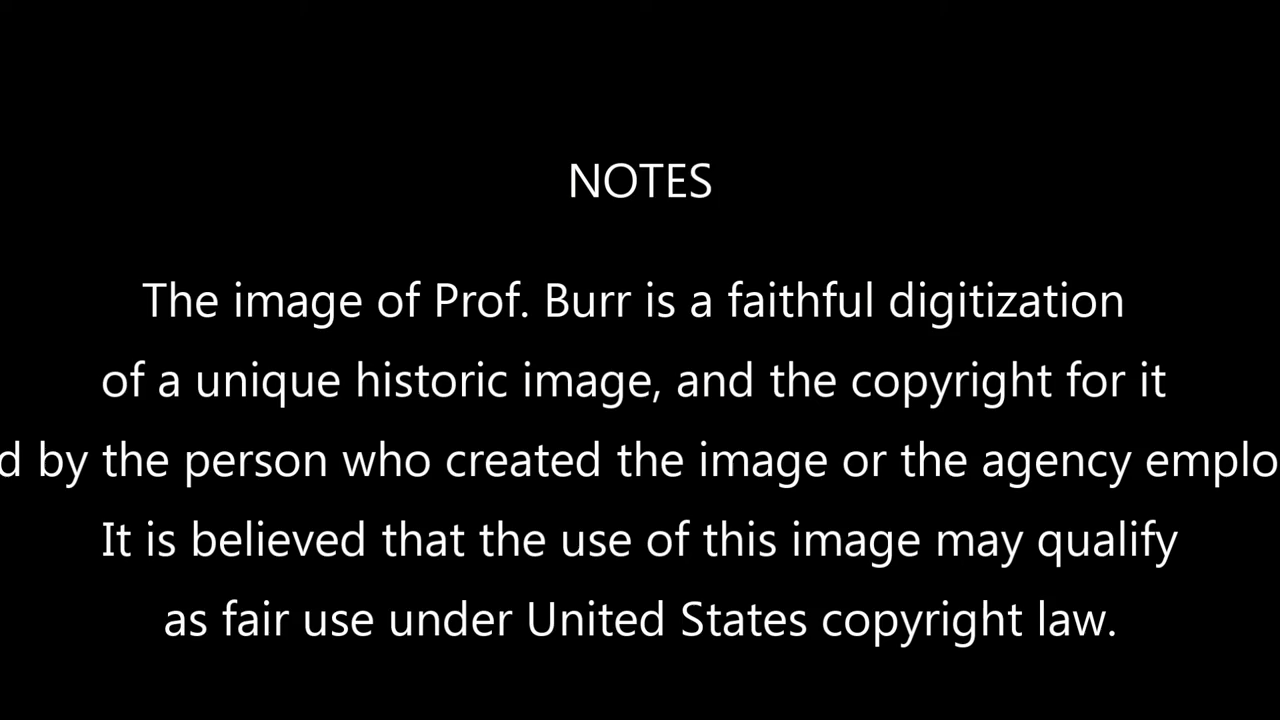 NOTES
The image of Prof. Burr is a faithful digitization
of a unique historic image, and the copyright for it
d by the person who created the image or the agency emplo
It is believed that the use of this image may qualify
as fair use under United States copyright law.